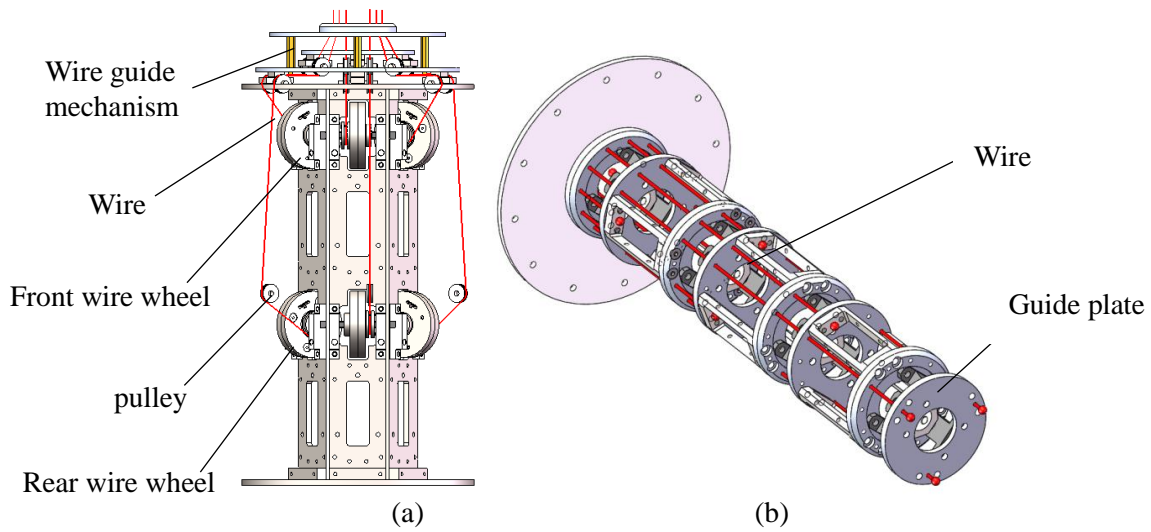 Wire guide
mechanism
Wire
Front wire wheel
pulley
Rear wire wheel
(a)
Wire
Guide plate
(b)